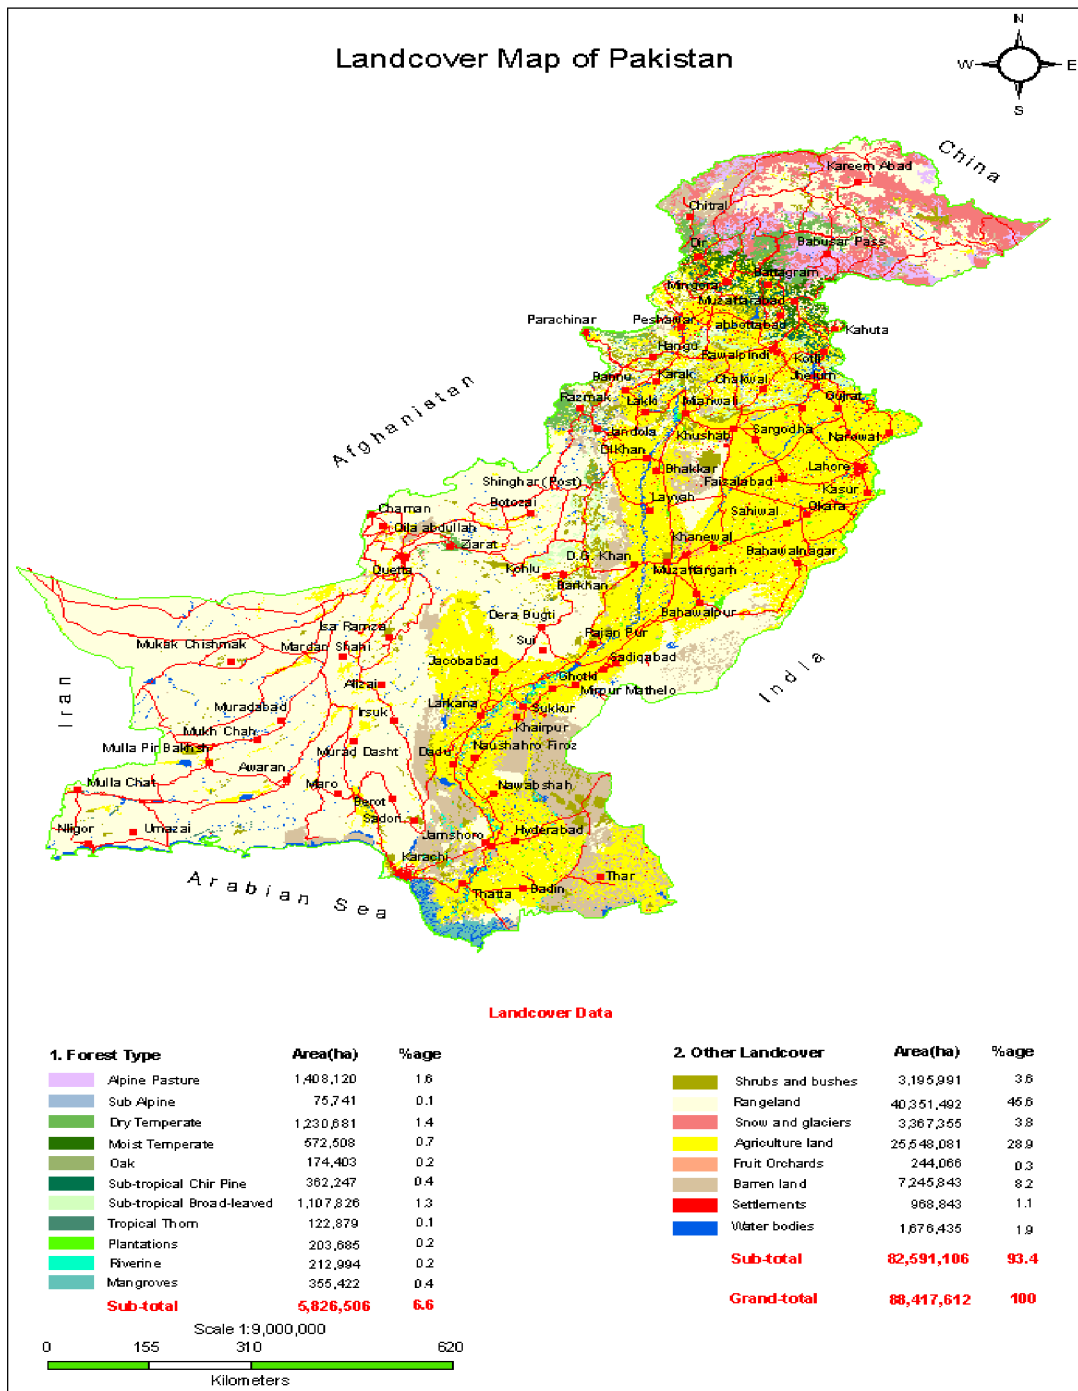 Landcover Map of Pakistan
N
W E
S
China
Kareem Abad
Chitral
Dir
Babusar Pass
Battagram
Mingora
Muzaffarabad
Parachinar
Peshawar
abbottabad
Kahuta
Hangu
Rawalpindi
Kotli
Bannu
Karak
Chakwal
Jhelum
Afghanistan
Razmak
Lakki
Mianwali
Gujrat
Jandola
Khushab
Sargodha
Narowal
DIKhan
Bhakkar
Faisalabad
Lahore
Shinghar (Post)
Kasur
Botozai
Layyah
Sahiwal
Okara
Chaman
Qila abdullah
Ziarat
Khanewal
Bahawalnagar
D.G. Khan
Quetta
Kohlu
Barkhan
Muzaffargarh
Dera Bugti
Bahawalpur
Isa Ramza
Mukak Chishmak
Mardan Shahi
Sui
Rajan Pur
Jacobabad
Sadiqabad
India
Iran
Alizai
Ghotki
Mirpur Mathelo
Muradabad
Irsuk
Larkana
Sukkur
Mukh Chah
Khairpur
Mulla Pir Bakhsh
Murad Dasht
Dadu
Naushahro Firoz
Awaran
Mulla Chat
Maro
Nawabshah
Berot
Sadori
Nligor
Umazai
Jamshoro
Hyderabad
Karachi
Arabian Sea
Thatta
Badin
Thar
Landcover Data
1. Forest Type Area(ha) %age
Alpine Pasture 1,408,120 1.6
Sub Alpine 75,741 0.1
Dry Temperate 1,230,681 1.4
Moist Temperate 572,508 0.7
Oak 174,403 0.2
Sub-tropical Chir Pine 362,247 0.4
Sub-tropical Broad-leaved 1,107,826 1.3
Tropical Thorn 122,879 0.1
Plantations 203,685 0.2
Riverine 212,994 0.2
Mangroves 355,422 0.4
Sub-total 5,826,506 6.6
2. Other Landcover Area(ha) %age
Shrubs and bushes 3,195,991 3.6
Rangeland 40,351,492 45.6
Snow and glaciers 3,367,355 3.8
Agriculture land 25,548,081 28.9
Fruit Orchards 244,066 0.3
Barren land 7,245,843 8.2
Settlements 968,843 1.1
Water bodies 1,676,435 1.9
Sub-total 82,591,106 93.4
Grand-total 88,417,612 100
Scale 1:9,000,000
0 155 310 620
Kilometers